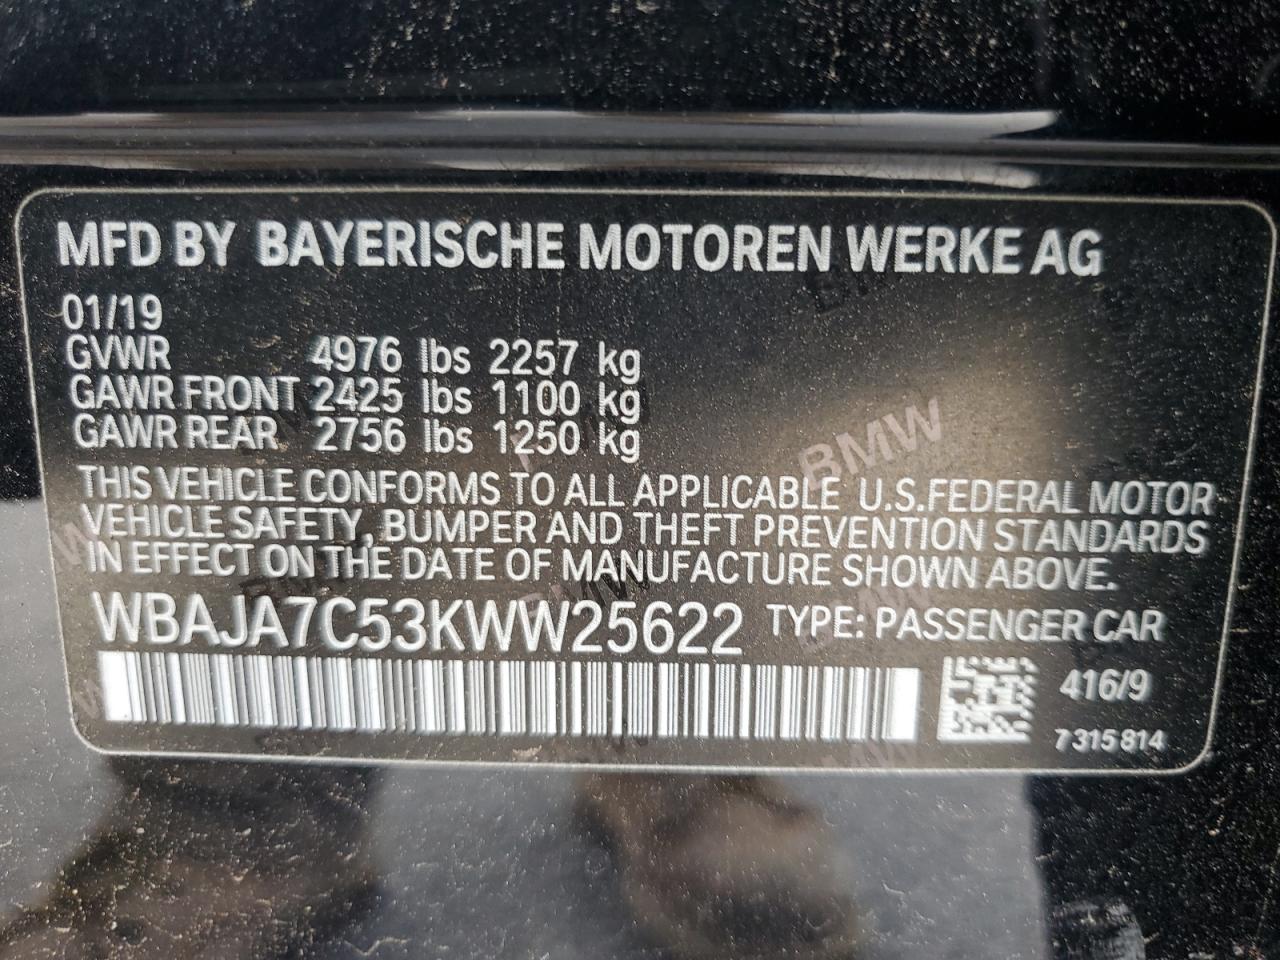 MFD BY BAYERISCHE MOTOREN WERKE AG
01/19
GVWR 4976 lbs 2257 kg
GAWR FRONT 2425 lbs 1100 kg
GAWR REAR 2756 lbs 1250 kg
BMW
THIS VEHICLE CONFORMS TO ALL APPLICABLE U.S.FEDERAL MOTOR
VEHICLE SAFETY, BUMPER AND THEFT PREVENTION STANDARDS
IN EFFECT ON THE DATE OF MANUFACTURE SHOWN ABOVE.
WBAJA7C53KWW25622 TYPE: PASSENGER CAR
416/9
7 315 814